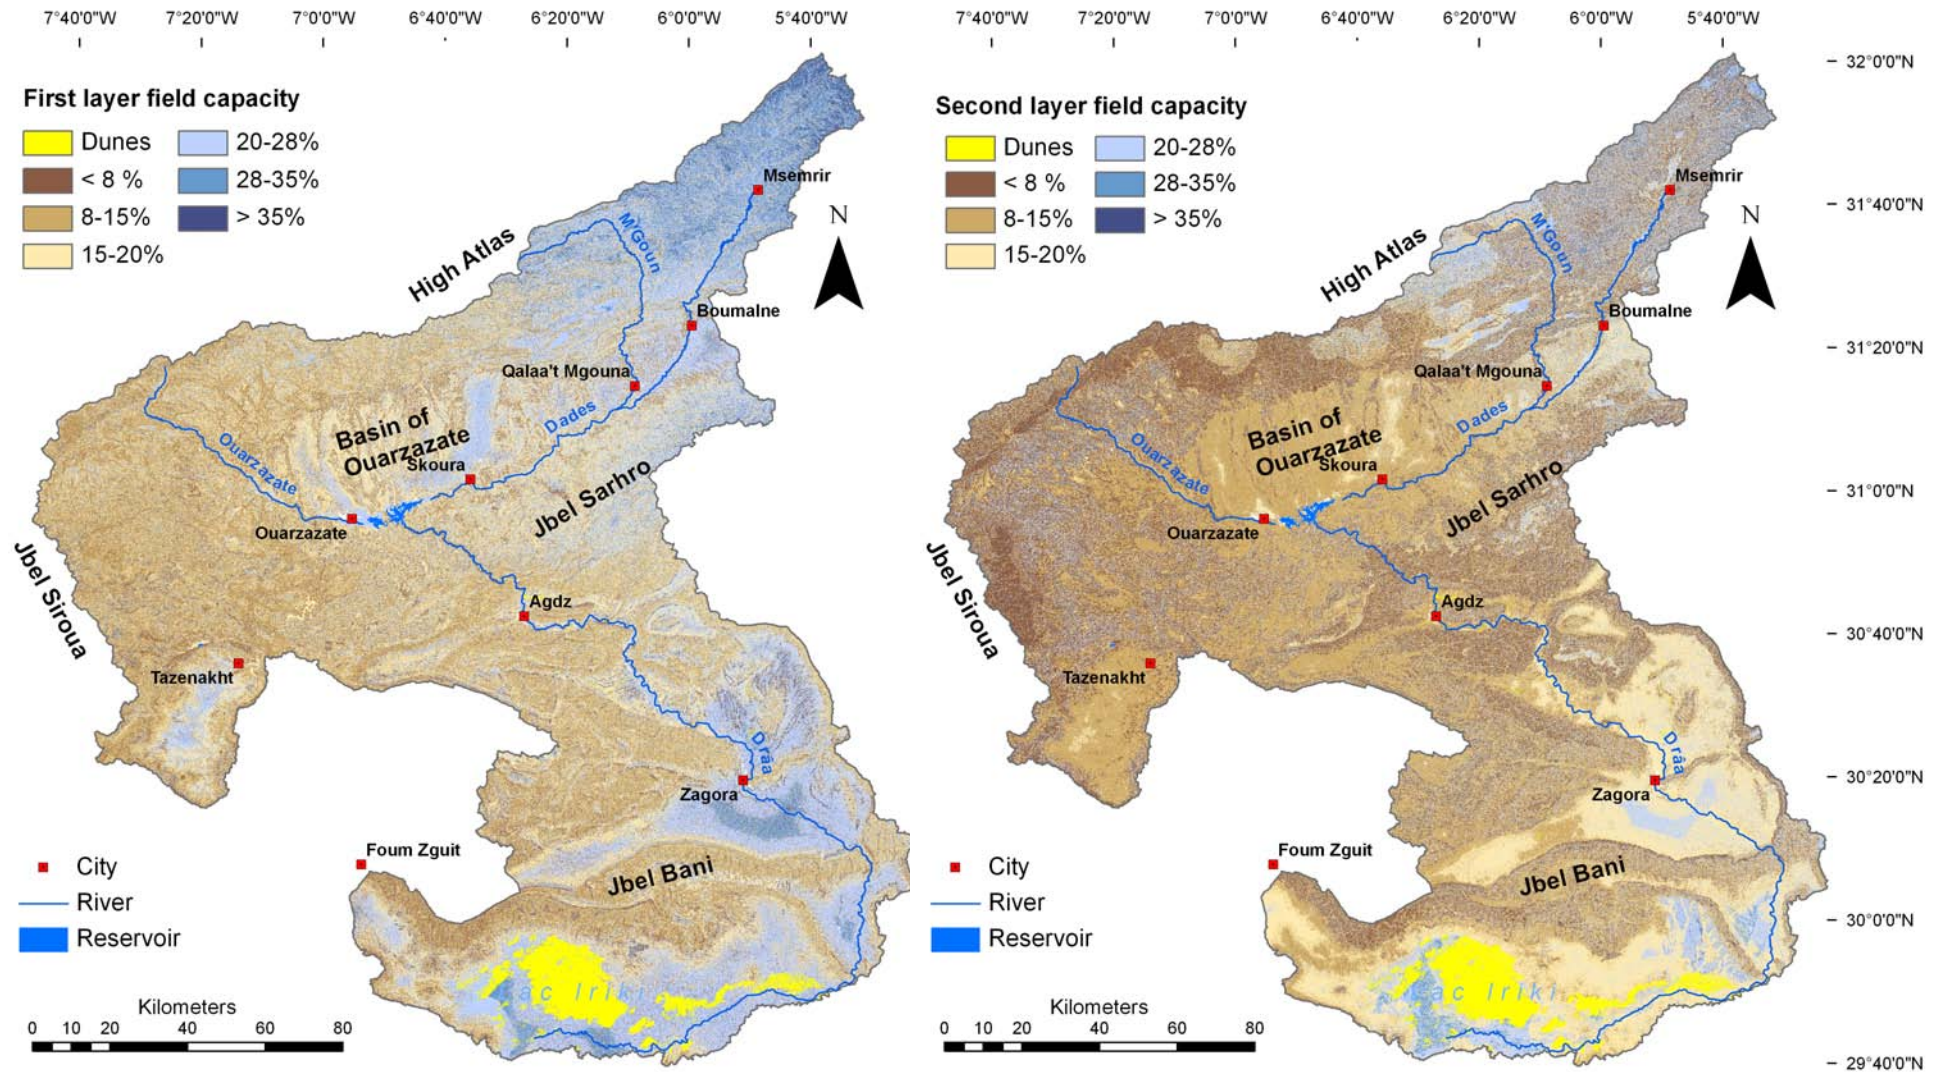 7°40'0"W 7°20'0"W 7°00'0"W 6°40'0"W 6°20'0"W 6°00'0"W 5°40'0"W
First layer field capacity
Dunes
< 8 %
8-15%
15-20%
20-28%
28-35%
> 35%
Msemrir
N
M'Goun
High Atlas
Boumalne
Qalaa't Mgouna
Dades
Basin of
Ouarzazate
Skoura
Ouarzazate
Jbel Sarhro
Ouarzazate
Jbel Siroua
Agdz
Tazenakht
Drâa
Zagora
Foum Zguit
Jbel Bani
City
River
Reservoir
Lac Iriki
Kilometers
0 10 20 40 60 80
7°40'0"W 7°20'0"W 7°00'0"W 6°40'0"W 6°20'0"W 6°00'0"W 5°40'0"W
Second layer field capacity
Dunes
< 8 %
8-15%
15-20%
20-28%
28-35%
> 35%
Msemrir
N
M'Goun
High Atlas
Boumalne
Qalaa't Mgouna
Dades
Basin of
Ouarzazate
Skoura
Ouarzazate
Jbel Sarhro
Ouarzazate
Jbel Siroua
Agdz
Tazenakht
Drâa
Zagora
Foum Zguit
Jbel Bani
City
River
Reservoir
Lac Iriki
Kilometers
0 10 20 40 60 80
32°0'0"N
31°40'0"N
31°20'0"N
31°0'0"N
30°40'0"N
30°20'0"N
30°0'0"N
29°40'0"N